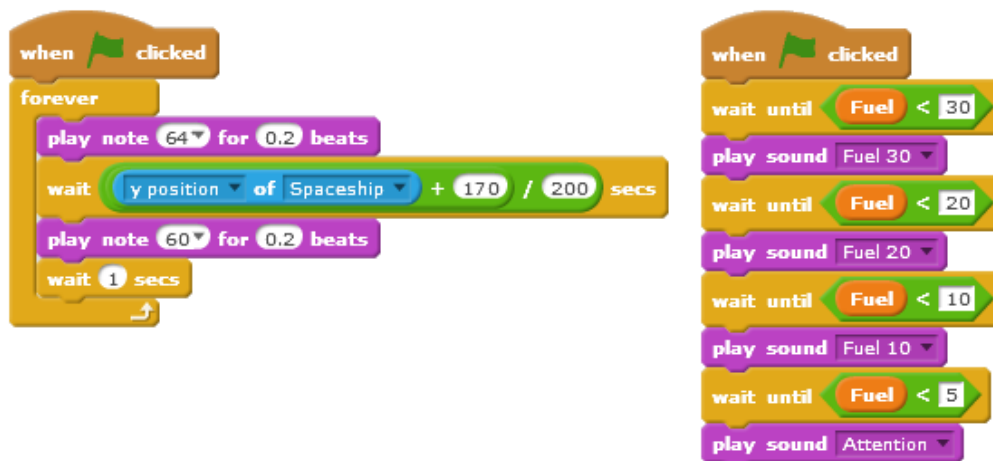 when clicked
forever
play note 64 for 0.2 beats
wait y position of Spaceship + 170 / 200 secs
play note 60 for 0.2 beats
wait 1 secs
when clicked
wait until Fuel < 30
play sound Fuel 30
wait until Fuel < 20
play sound Fuel 20
wait until Fuel < 10
play sound Fuel 10
wait until Fuel < 5
play sound Attention